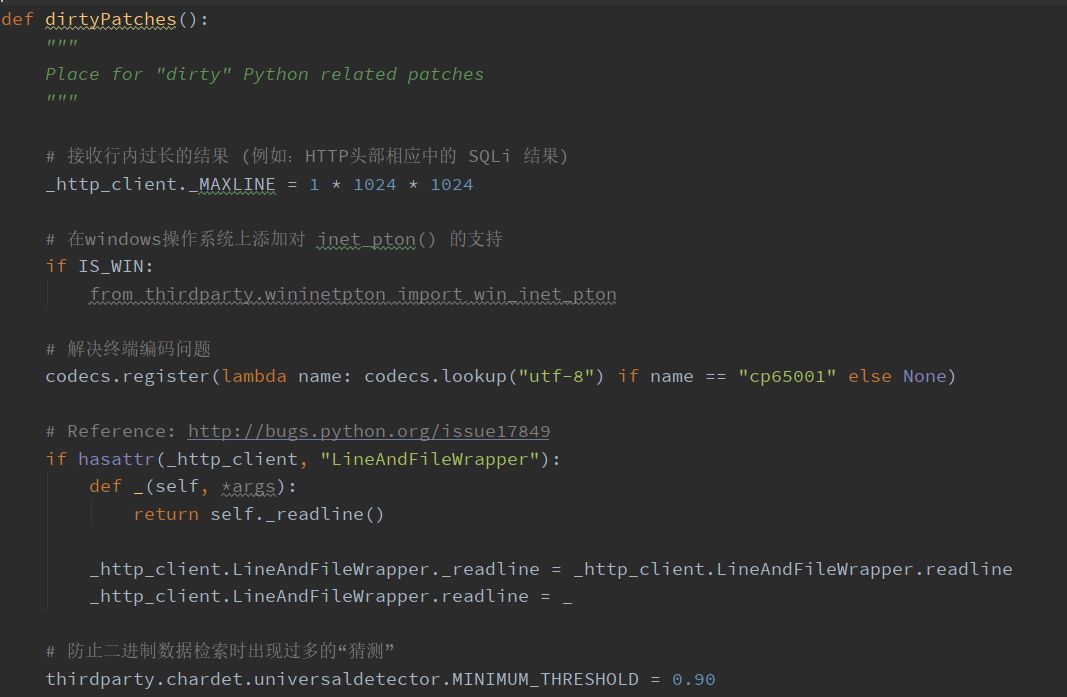 def dirtyPatches():
"""
Place for "dirty" Python related patches
"""
# 接收行内过长的结果 (例如：HTTP头部相应中的 SQLi 结果)
_http_client._MAXLINE = 1 * 1024 * 1024
# 在windows操作系统上添加对 inet_pton() 的支持
if IS_WIN:
from thirdparty.wininetpton import win_inet_pton
# 解决终端编码问题
codecs.register(lambda name: codecs.lookup("utf-8") if name == "cp65001" else None)
# Reference: http://bugs.python.org/issue17849
if hasattr(_http_client, "LineAndFileWrapper"):
def _(self, *args):
return self._readline()
_http_client.LineAndFileWrapper._readline = _http_client.LineAndFileWrapper.readline
_http_client.LineAndFileWrapper.readline = _
# 防止二进制数据检索时出现过多的“猜测”
thirdparty.chardet.universaldetector.MINIMUM_THRESHOLD = 0.90